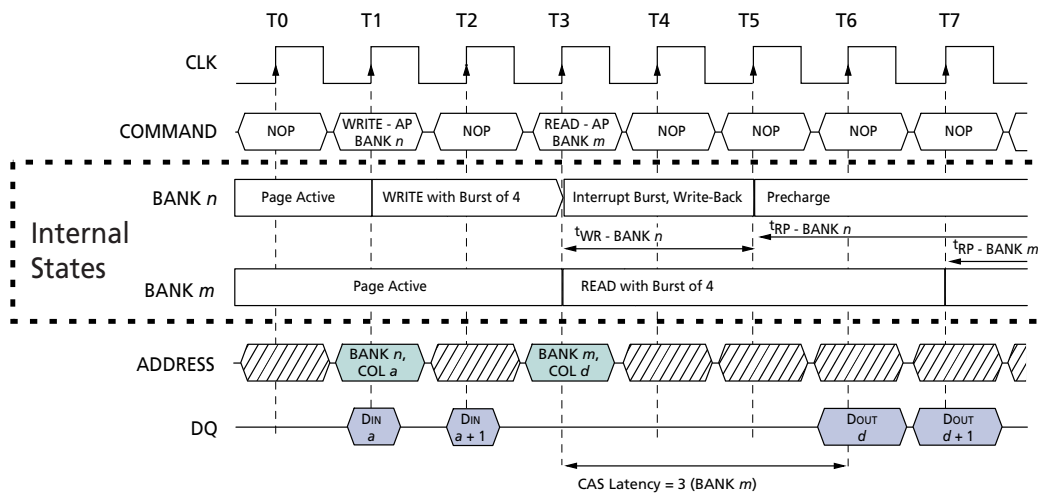 T0 T1 T2 T3 T4 T5 T6 T7
CLK
COMMAND NOP WRITE - AP NOP READ - AP NOP NOP NOP NOP
BANK n BANK m
BANK n Page Active WRITE with Burst of 4 Interrupt Burst, Write-Back Precharge
Internal
States
tWR - BANK n tRP - BANK n
tRP - BANK m
BANK m Page Active READ with Burst of 4
ADDRESS BANK n, BANK m,
COL a COL d
DQ DIN DIN DOUT DOUT
a a + 1 d d + 1
CAS Latency = 3 (BANK m)